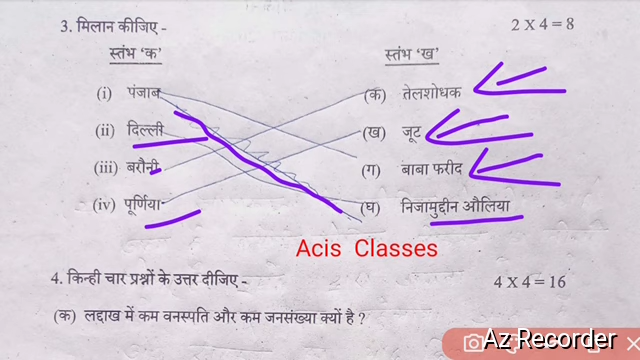 3. मिलान कीजिए - 2 X 4 = 8
स्तंभ 'क' स्तंभ 'ख'
(i) पंजाब (क) तेलशोधक
(ii) दिल्ली (ख) जूट
(iii) बरौनी (ग) बाबा फरीद
(iv) पूर्णिया (घ) निजामुद्दीन औलिया
Acis Classes
4. किन्ही चार प्रश्नों के उत्तर दीजिए - 4 X 4 = 16
(क) लद्दाख में कम वनस्पति और कम जनसंख्या क्यों है ?
Az Recorder